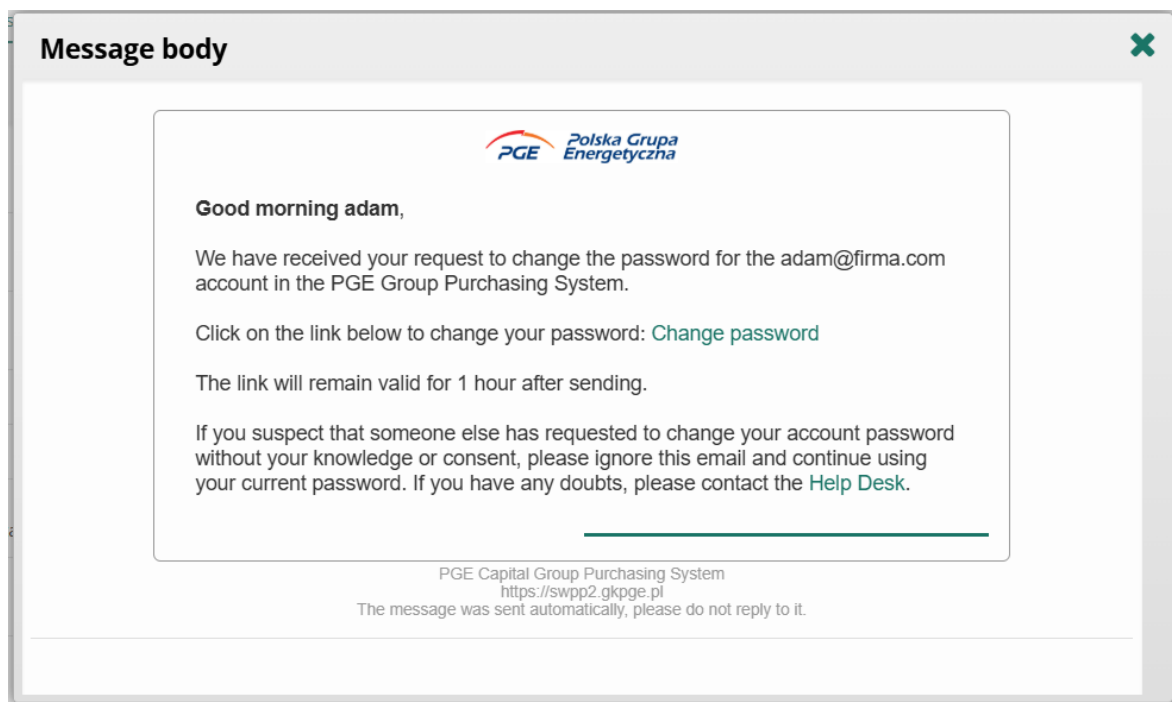 Message body
PGE Polska Grupa
Energetyczna
Good morning adam,
We have received your request to change the password for the adam@firma.com
account in the PGE Group Purchasing System.
Click on the link below to change your password: Change password
The link will remain valid for 1 hour after sending.
If you suspect that someone else has requested to change your account password
without your knowledge or consent, please ignore this email and continue using
your current password. If you have any doubts, please contact the Help Desk.
PGE Capital Group Purchasing System
https://swpp2.gkpge.pl
The message was sent automatically, please do not reply to it.